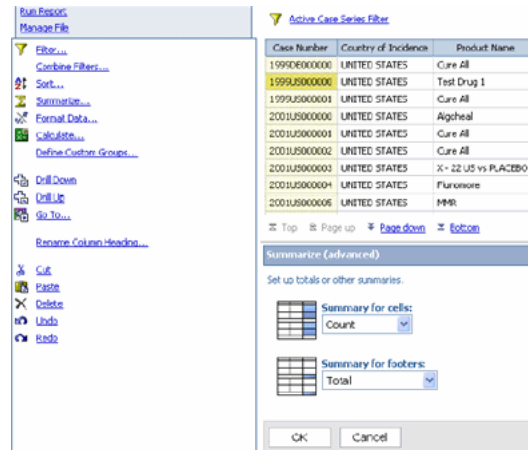 Run Report
Manage File
Filter...
Combine Filters...
Sort...
Summarize...
Format Data...
Calculate...
Define Custom Groups...
Drill Down
Drill Up
Go To...
Rename Column Heading...
Cut
Paste
Delete
Undo
Redo
Active Case Series Filter
Case Number Country of Incidence Product Name
1999DE000000 UNITED STATES Cure All
1999US000000 UNITED STATES Test Drug 1
1999US000001 UNITED STATES Cure All
2001US000000 UNITED STATES Algoheal
2001US000001 UNITED STATES Cure All
2001US000002 UNITED STATES Cure All
2001US000003 UNITED STATES X - 22 US vs PLACEBO
2001US000004 UNITED STATES
2001US000005 UNITED STATES MMR
Top Page up Page down Bottom
Summarize (advanced)
Set up totals or other summaries.
Summary for cells:
Count
Summary for footers:
Total
OK Cancel